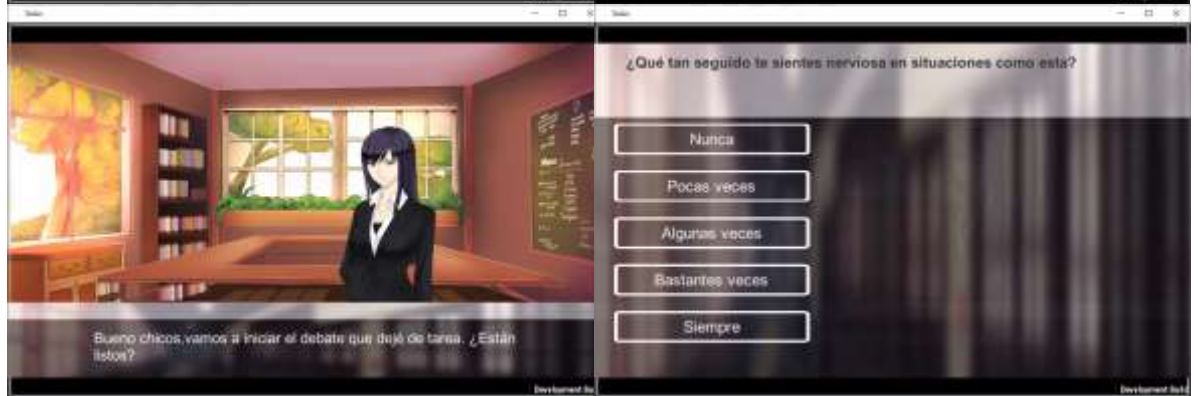 Bueno chicos,vamos a iniciar el debate que dejé de tarea. ¿Están
listos?
Development Bu
¿Qué tan seguido te sientes nerviosa en situaciones como esta?
Nunca
Pocas veces
Algunas veces
Bastantes veces
Siempre
Development Build